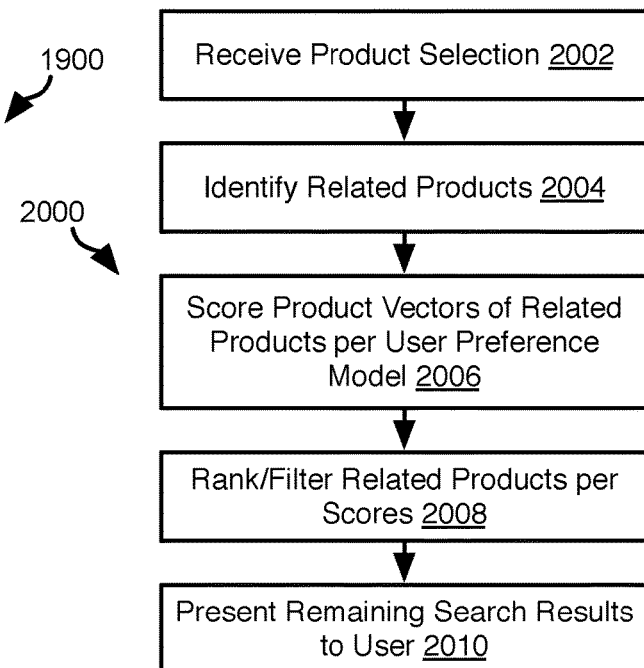 Receive Product Selection 2002
1900
Identify Related Products 2004
2000
Score Product Vectors of Related
Products per User Preference
Model 2006
Rank/Filter Related Products per
Scores 2008
Present Remaining Search Results
to User 2010